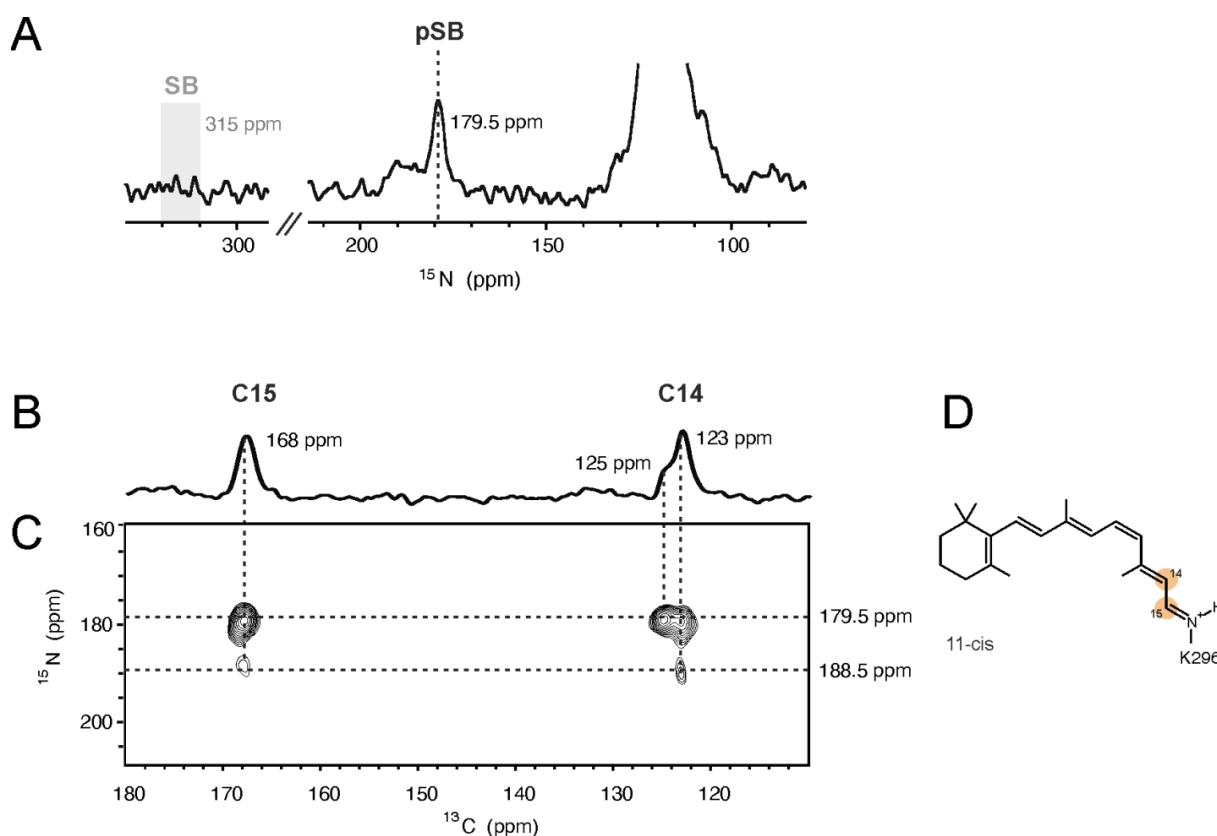 A
pSB
SB
315 ppm
179.5 ppm
300
200
150
100
15N (ppm)
B
C15
C14
D
168 ppm
125 ppm
123 ppm
C
160
180
200
15N (ppm)
179.5 ppm
188.5 ppm
180
170
160
150
140
130
120
13C (ppm)
14
15
N
+
H
K296
11-cis